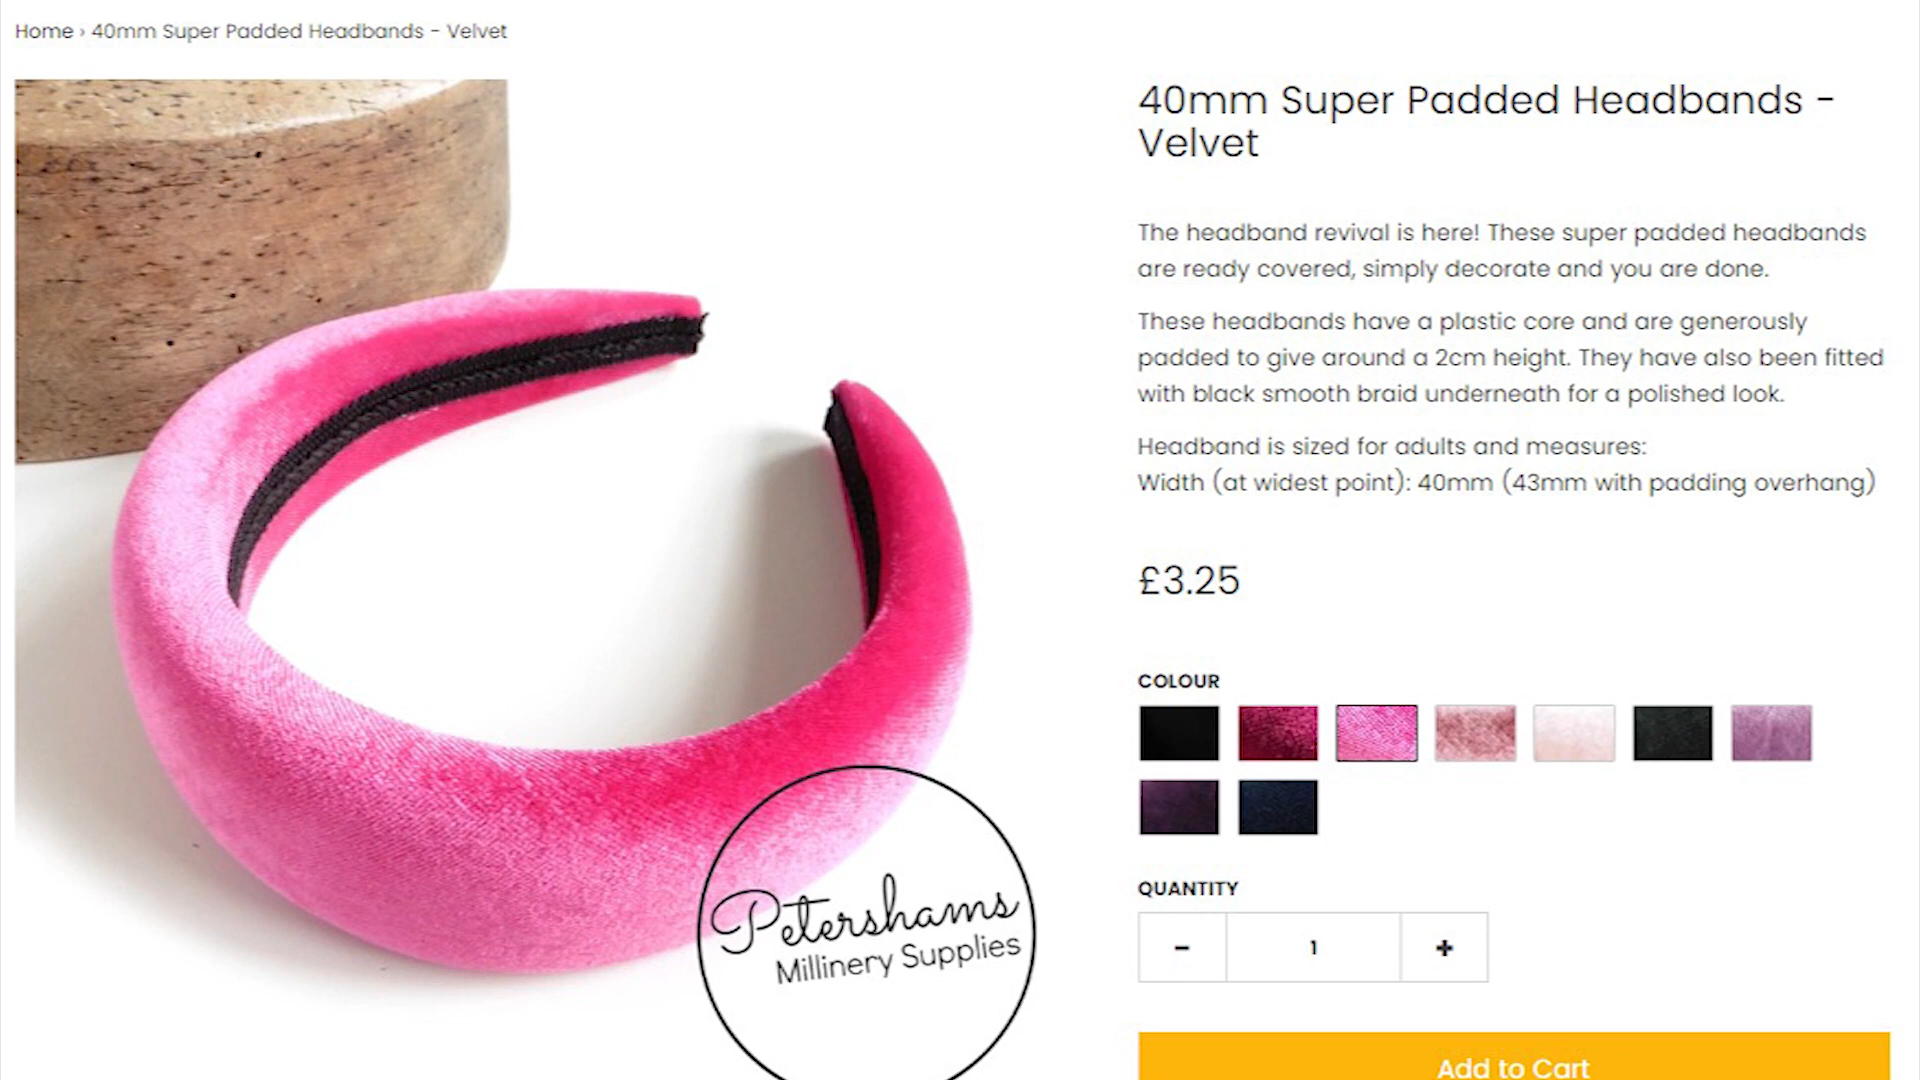 Home › 40mm Super Padded Headbands - Velvet
40mm Super Padded Headbands -
Velvet
The headband revival is here! These super padded headbands
are ready covered, simply decorate and you are done.
These headbands have a plastic core and are generously
padded to give around a 2cm height. They have also been fitted
with black smooth braid underneath for a polished look.
Headband is sized for adults and measures:
Width (at widest point): 40mm (43mm with padding overhang)
£3.25
COLOUR
QUANTITY
- 1 +
Add to Cart
Petershams
Millinery Supplies